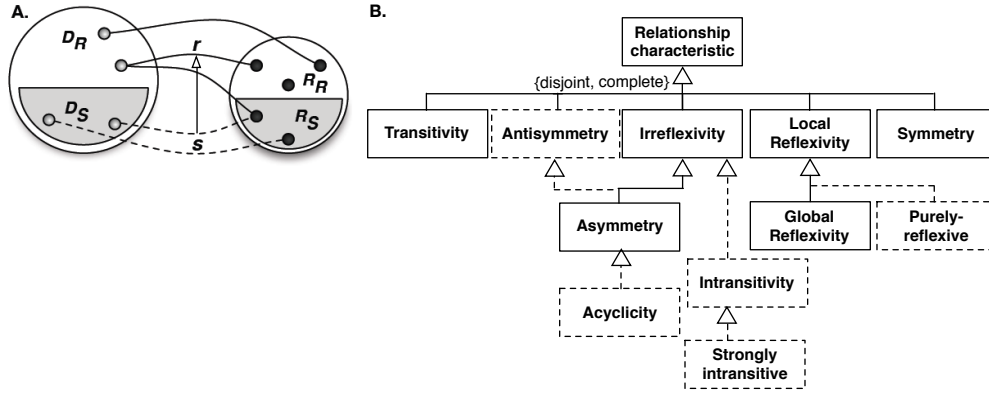 A.
D_R
r
R_R
D_S
R_S
s
B.
Relationship
characteristic
{disjoint, complete}
Transitivity
Antisymmetry
Irreflexivity
Local
Reflexivity
Symmetry
Asymmetry
Global
Reflexivity
Purely-
reflexive
Intransitivity
Acyclicity
Strongly
intransitive